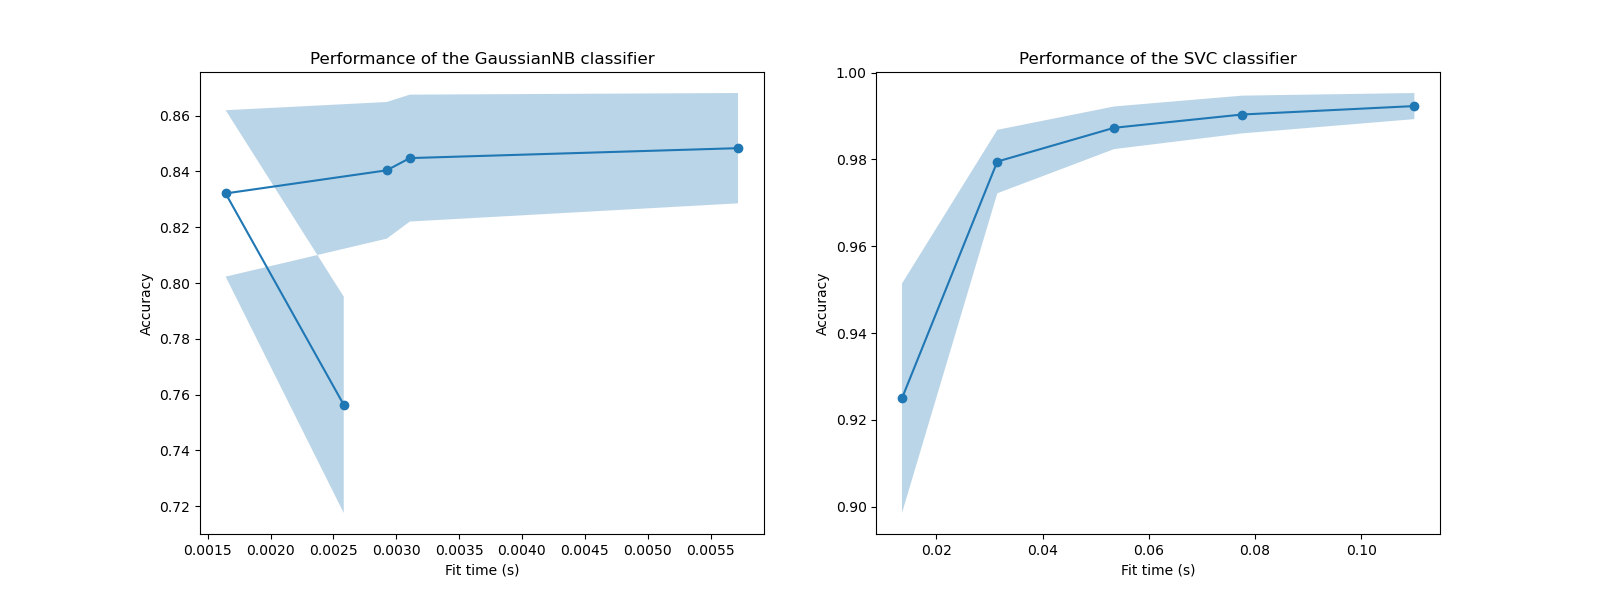 Performance of the GaussianNB classifier
0.86
0.84
0.82
0.80
0.78
0.76
0.74
0.72
Accuracy
0.0015 0.0020 0.0025 0.0030 0.0035 0.0040 0.0045 0.0050 0.0055
Fit time (s)
Performance of the SVC classifier
1.00
0.98
0.96
0.94
0.92
0.90
Accuracy
0.02 0.04 0.06 0.08 0.10
Fit time (s)